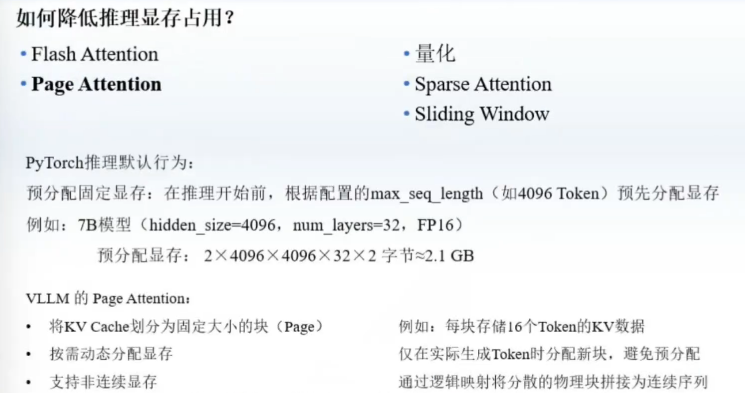 如何降低推理显存占用？
• Flash Attention
• 量化
• Page Attention
• Sparse Attention
• Sliding Window
PyTorch推理默认行为：
预分配固定显存：在推理开始前，根据配置的max_seq_length（如4096 Token）预先分配显存
例如：7B模型（hidden_size=4096，num_layers=32，FP16）
预分配显存： 2×4096×4096×32×2 字节≈2.1 GB
VLLM 的 Page Attention：
• 将KV Cache划分为固定大小的块（Page） 例如：每块存储16个Token的KV数据
• 按需动态分配显存 仅在实际生成Token时分配新块，避免预分配
• 支持非连续显存 通过逻辑映射将分散的物理块拼接为连续序列